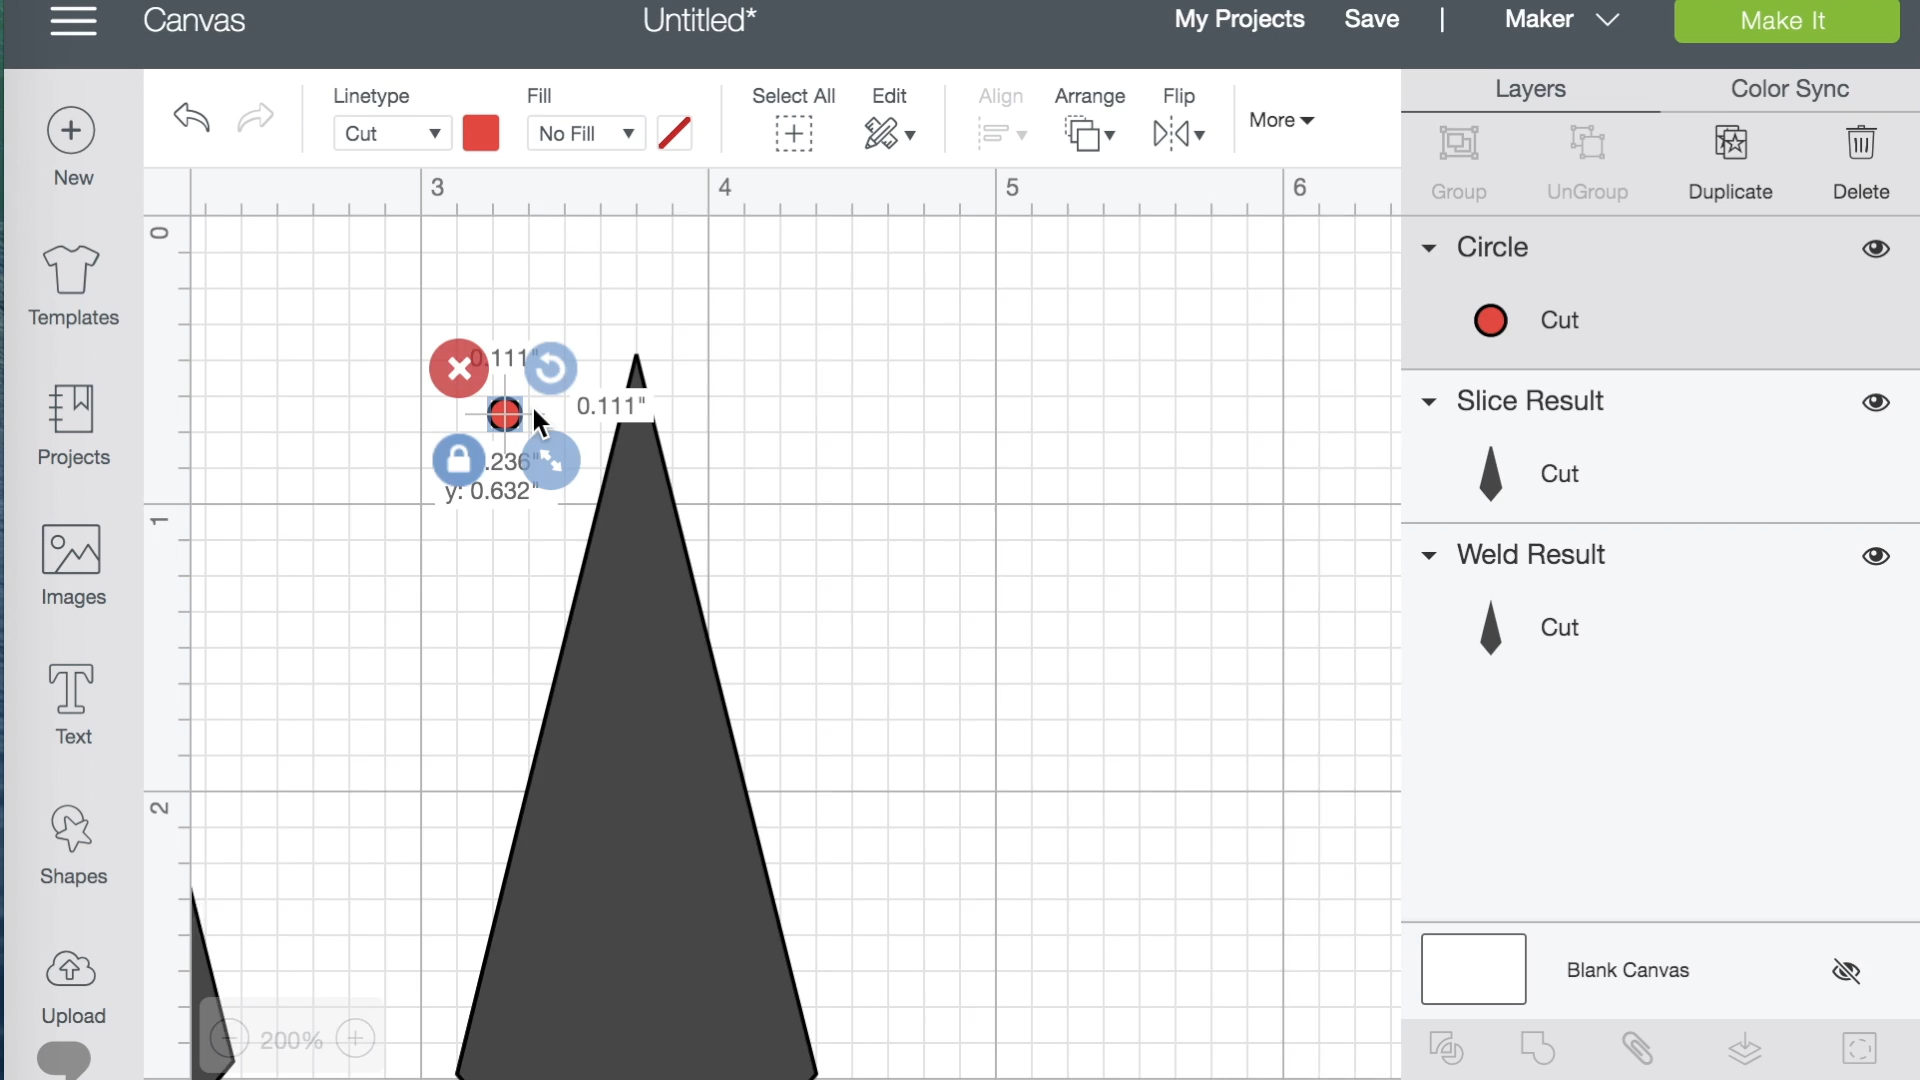 Canvas
Untitled*
My Projects
Save
|
Maker
Make It
New
Templates
Projects
Images
Text
Shapes
Upload
Linetype
Cut
Fill
No Fill
Select All
Edit
Align
Arrange
Flip
More
3
4
5
6
0
1
2
0.111"
0.111"
.236"
y: 0.632"
200%
Layers
Color Sync
Group
UnGroup
Duplicate
Delete
Circle
Cut
Slice Result
Cut
Weld Result
Cut
Blank Canvas